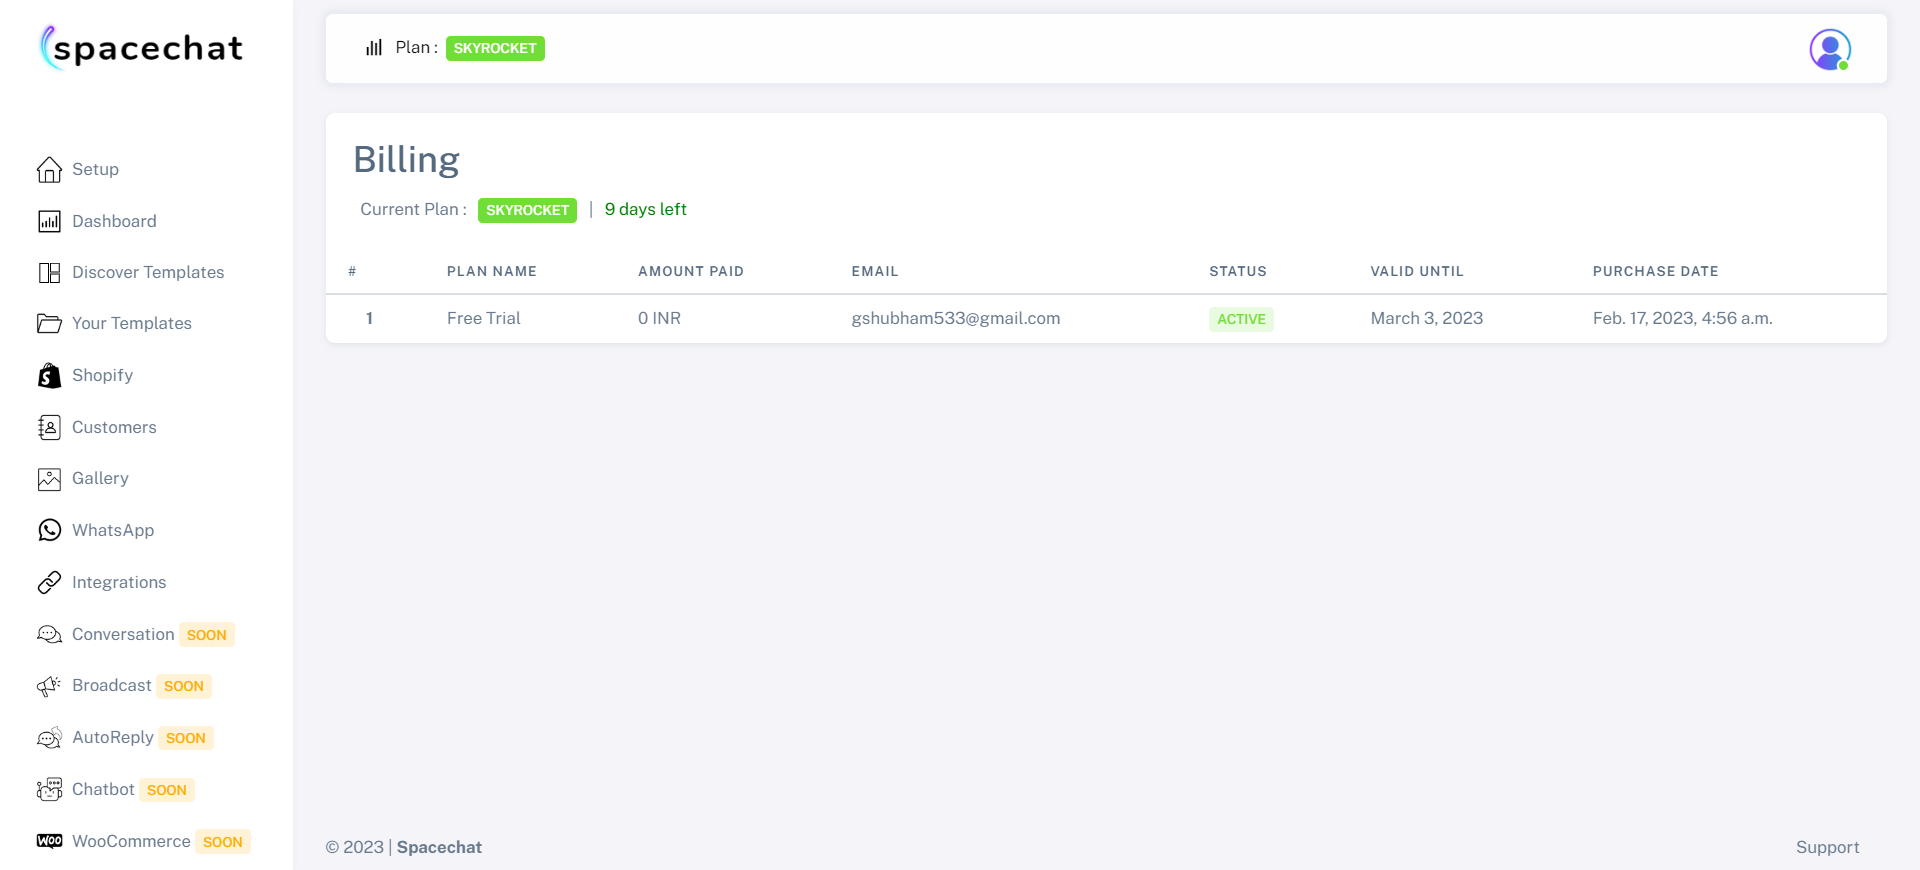 spacechat
Setup
Dashboard
Discover Templates
Your Templates
Shopify
Customers
Gallery
WhatsApp
Integrations
Conversation SOON
Broadcast SOON
AutoReply SOON
Chatbot SOON
WOO WooCommerce SOON
Plan : SKYROCKET
Billing
Current Plan : SKYROCKET | 9 days left
# PLAN NAME AMOUNT PAID EMAIL STATUS VALID UNTIL PURCHASE DATE
1 Free Trial 0 INR gshubham533@gmail.com ACTIVE March 3, 2023 Feb. 17, 2023, 4:56 a.m.
© 2023 | Spacechat
Support